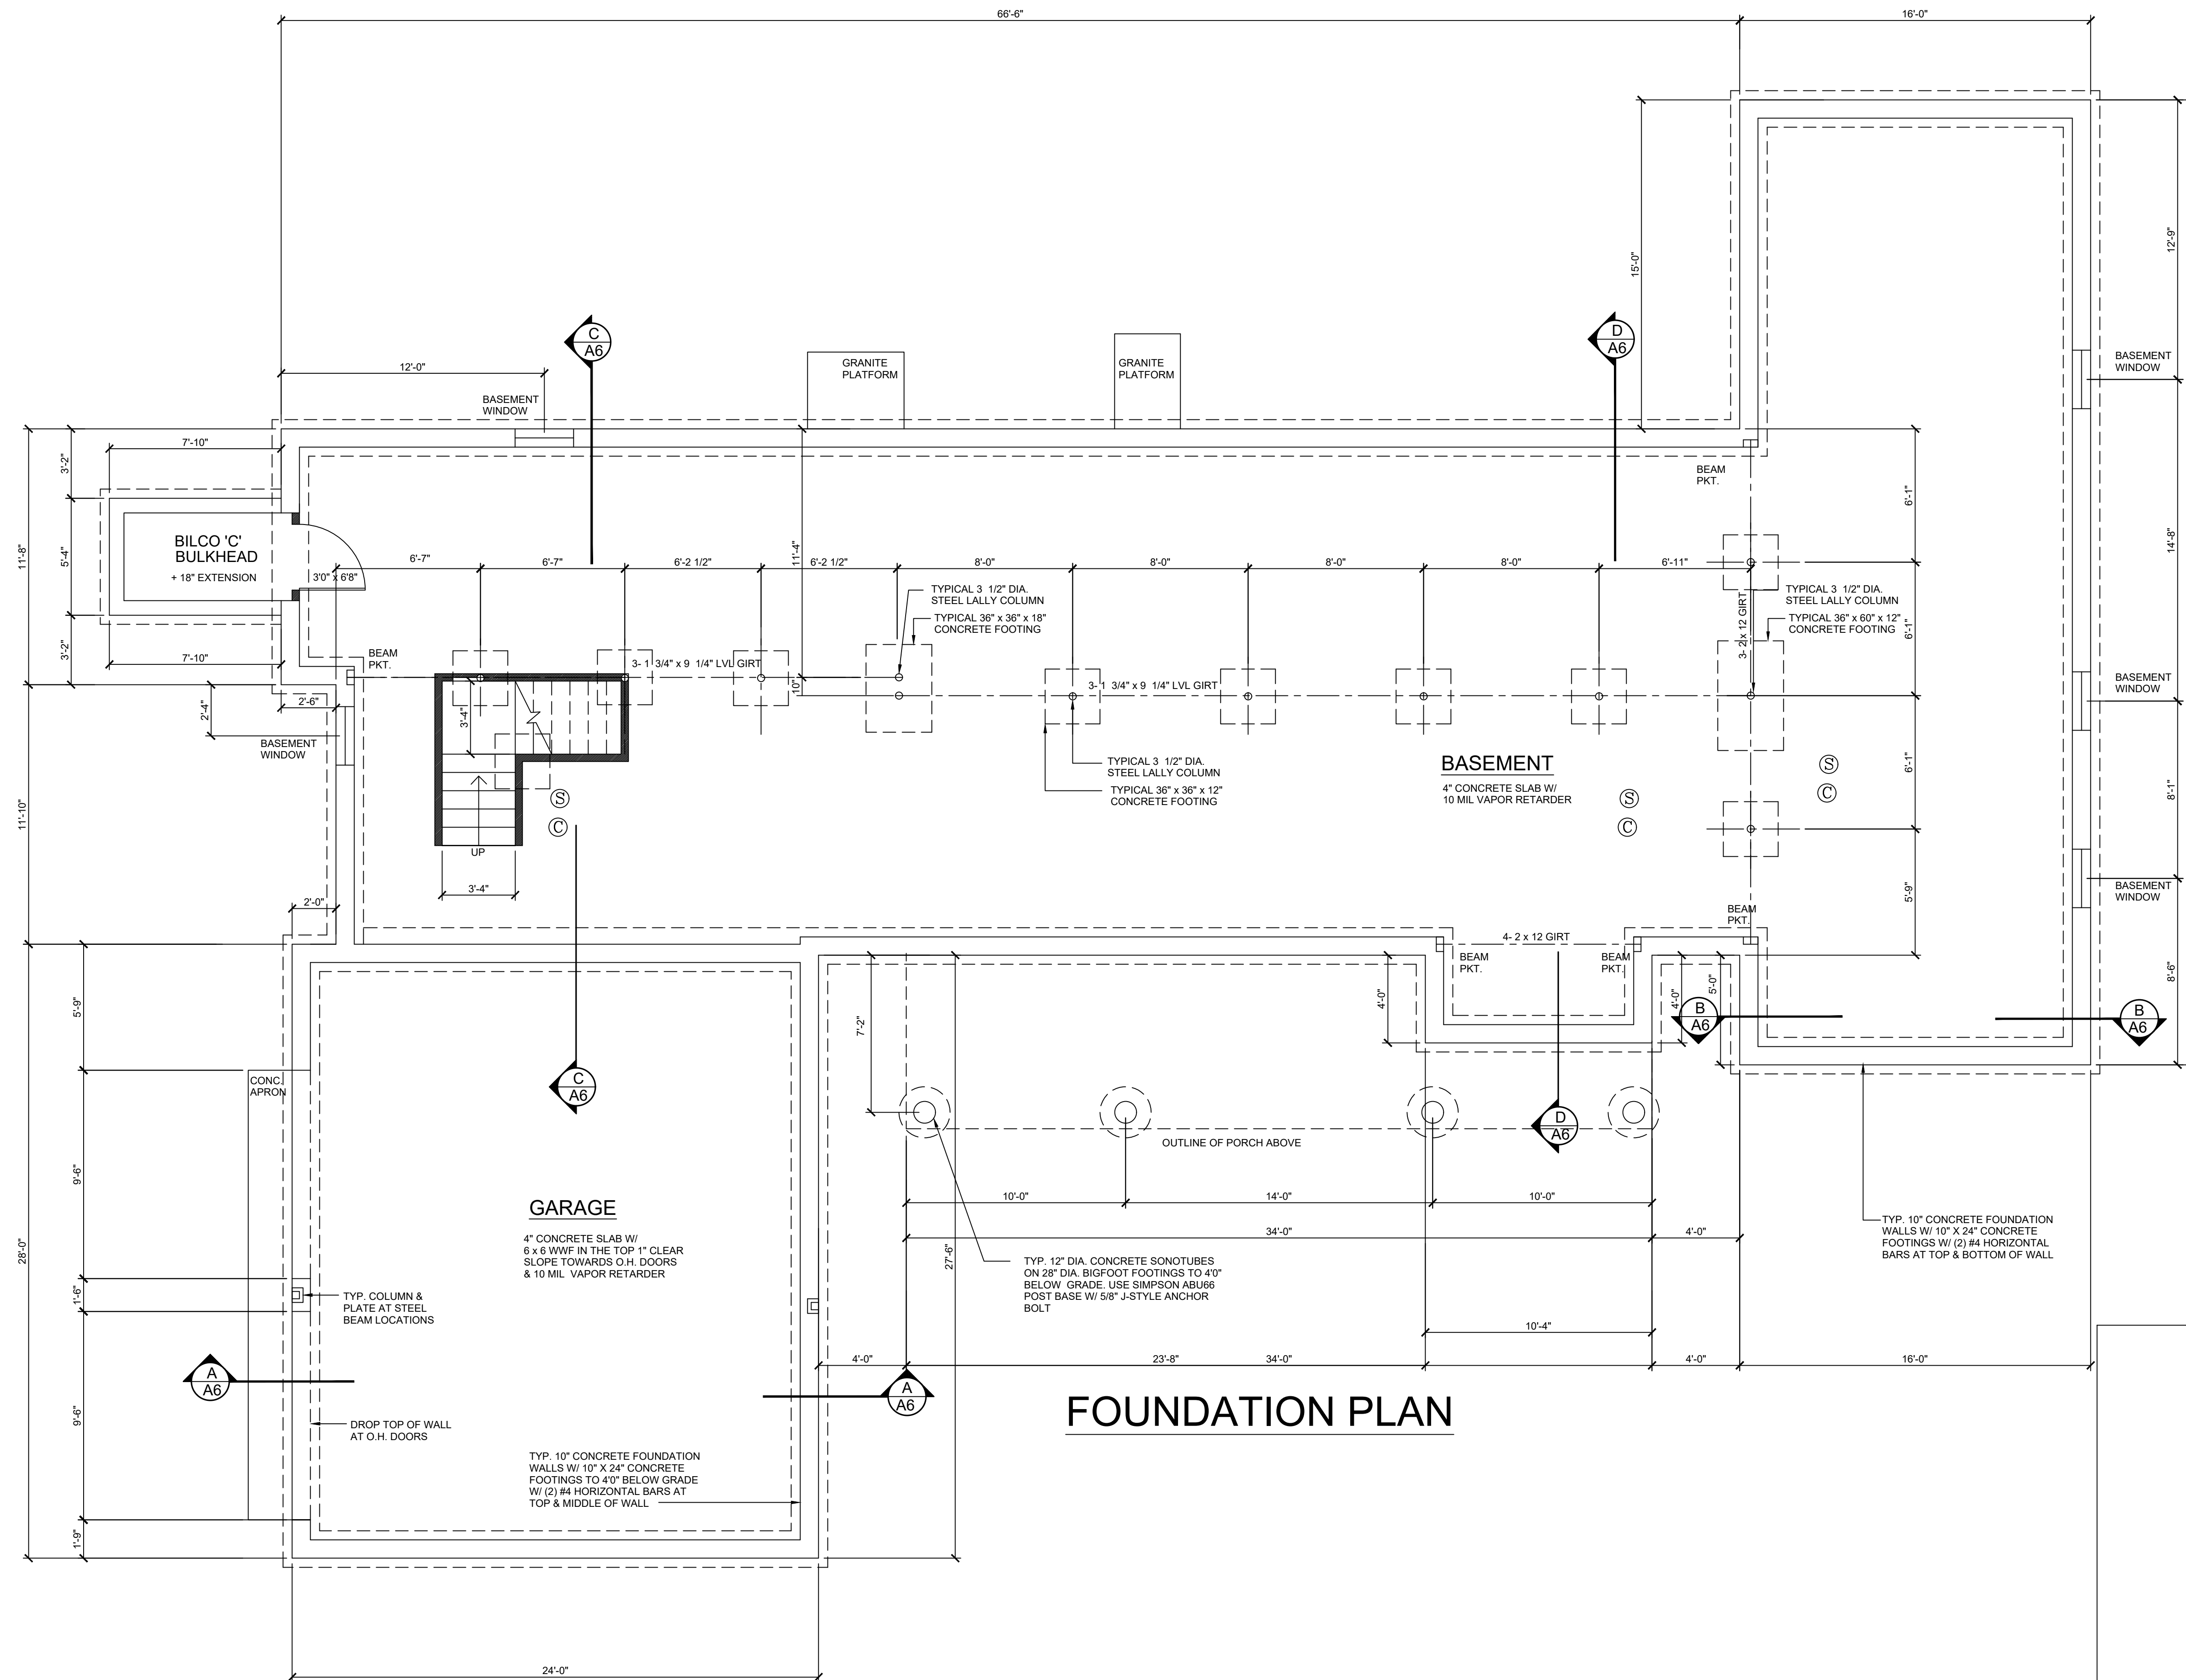 66'-6"
16'-0"
15'-0"
12'-9"
C
A6
D
A6
GRANITE
PLATFORM
GRANITE
PLATFORM
BASEMENT
WINDOW
12'-0"
BASEMENT
WINDOW
7'-10"
3'-2"
11'-8"
5'-4"
3'-2"
BILCO 'C'
BULKHEAD
+ 18" EXTENSION
3'0" x 6'8"
7'-10"
BEAM
PKT.
6'-1"
14'-8"
6'-7"
6'-7"
6'-2 1/2"
6'-2 1/2"
11'-4"
8'-0"
8'-0"
8'-0"
8'-0"
6'-11"
TYPICAL 3 1/2" DIA.
STEEL LALLY COLUMN
TYPICAL 36" x 36" x 18"
CONCRETE FOOTING
TYPICAL 3 1/2" DIA.
STEEL LALLY COLUMN
TYPICAL 36" x 60" x 12"
CONCRETE FOOTING
3- 2 x 12 GIRT
6'-1"
BEAM
PKT.
3- 1 3/4" x 9 1/4" LVL GIRT
10"
3- 1 3/4" x 9 1/4" LVL GIRT
2'-6"
2'-4"
3'-4"
BASEMENT
WINDOW
BASEMENT
WINDOW
TYPICAL 3 1/2" DIA.
STEEL LALLY COLUMN
TYPICAL 36" x 36" x 12"
CONCRETE FOOTING
BASEMENT
4" CONCRETE SLAB W/
10 MIL VAPOR RETARDER
S
C
S
C
S
C
6'-1"
8'-1"
11'-10"
UP
3'-4"
2'-0"
5'-9"
BASEMENT
WINDOW
BEAM
PKT.
4- 2 x 12 GIRT
BEAM
PKT.
BEAM
PKT.
8'-6"
5'-9"
7'-2"
4'-0"
4'-0"
5'-0"
B
A6
B
A6
CONC.
APRON
C
A6
D
A6
OUTLINE OF PORCH ABOVE
9'-6"
10'-0"
14'-0"
10'-0"
GARAGE
4" CONCRETE SLAB W/
6 x 6 WWF IN THE TOP 1" CLEAR
SLOPE TOWARDS O.H. DOORS
& 10 MIL VAPOR RETARDER
34'-0"
4'-0"
TYP. 10" CONCRETE FOUNDATION
WALLS W/ 10" X 24" CONCRETE
FOOTINGS W/ (2) #4 HORIZONTAL
BARS AT TOP & BOTTOM OF WALL
28'-0"
27'-6"
TYP. 12" DIA. CONCRETE SONOTUBES
ON 28" DIA. BIGFOOT FOOTINGS TO 4'0"
BELOW GRADE. USE SIMPSON ABU66
POST BASE W/ 5/8" J-STYLE ANCHOR
BOLT
1'-6"
TYP. COLUMN &
PLATE AT STEEL
BEAM LOCATIONS
10'-4"
4'-0"
23'-8"
34'-0"
4'-0"
16'-0"
A
A6
A
A6
9'-6"
DROP TOP OF WALL
AT O.H. DOORS
FOUNDATION PLAN
TYP. 10" CONCRETE FOUNDATION
WALLS W/ 10" X 24" CONCRETE
FOOTINGS TO 4'0" BELOW GRADE
W/ (2) #4 HORIZONTAL BARS AT
TOP & MIDDLE OF WALL
1'-9"
24'-0"